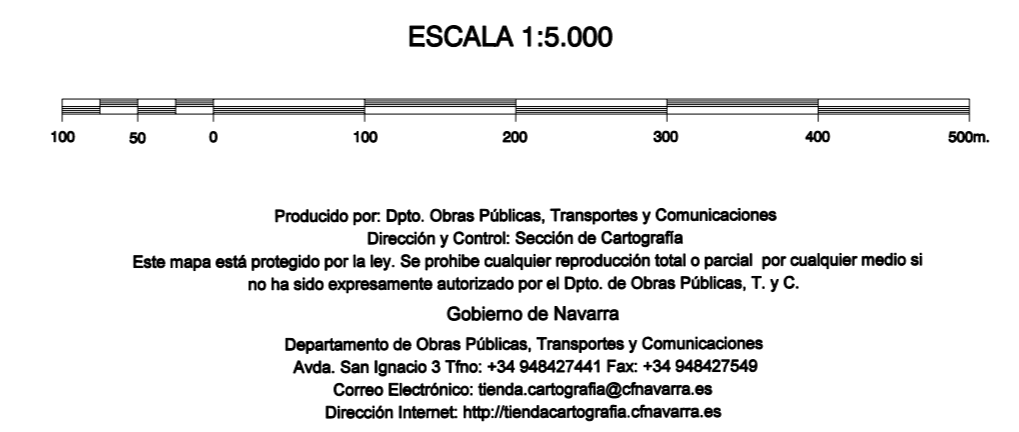 ESCALA 1:5.000
100 50 0 100 200 300 400 500m.
Producido por: Dpto. Obras Públicas, Transportes y Comunicaciones
Dirección y Control: Sección de Cartografía
Este mapa está protegido por la ley. Se prohibe cualquier reproducción total o parcial por cualquier medio si
no ha sido expresamente autorizado por el Dpto. de Obras Públicas, T. y C.
Gobierno de Navarra
Departamento de Obras Públicas, Transportes y Comunicaciones
Avda. San Ignacio 3 Tfno: +34 948427441 Fax: +34 948427549
Correo Electrónico: tienda.cartografia@cfnavarra.es
Dirección Internet: http://tiendacartografia.cfnavarra.es